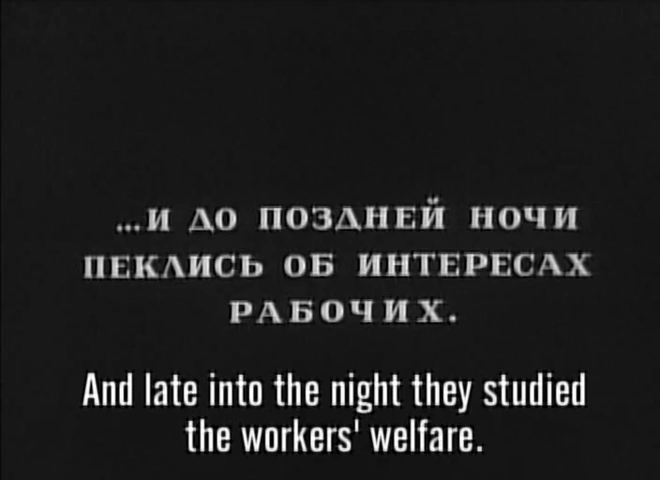 ...И ДО ПОЗДНЕЙ НОЧИ
ПЕКЛИСЬ ОБ ИНТЕРЕСАХ
РАБОЧИХ.
And late into the night they studied
the workers' welfare.